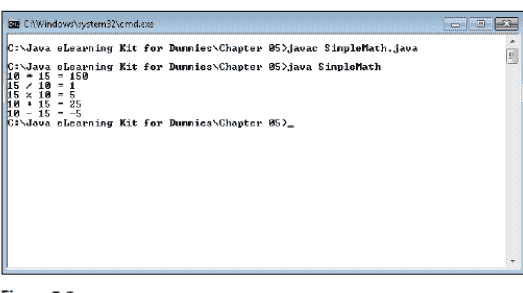 C:\Windows\system32\cmd.exe
C:\Java eLearning Kit for Dummies\Chapter 05>javac SimpleMath.java
C:\Java eLearning Kit for Dummies\Chapter 05>java SimpleMath
10 * 15 = 150
15 / 10 = 1
15 % 10 = 5
10 + 15 = 25
10 - 15 = -5
C:\Java eLearning Kit for Dummies\Chapter 05>_